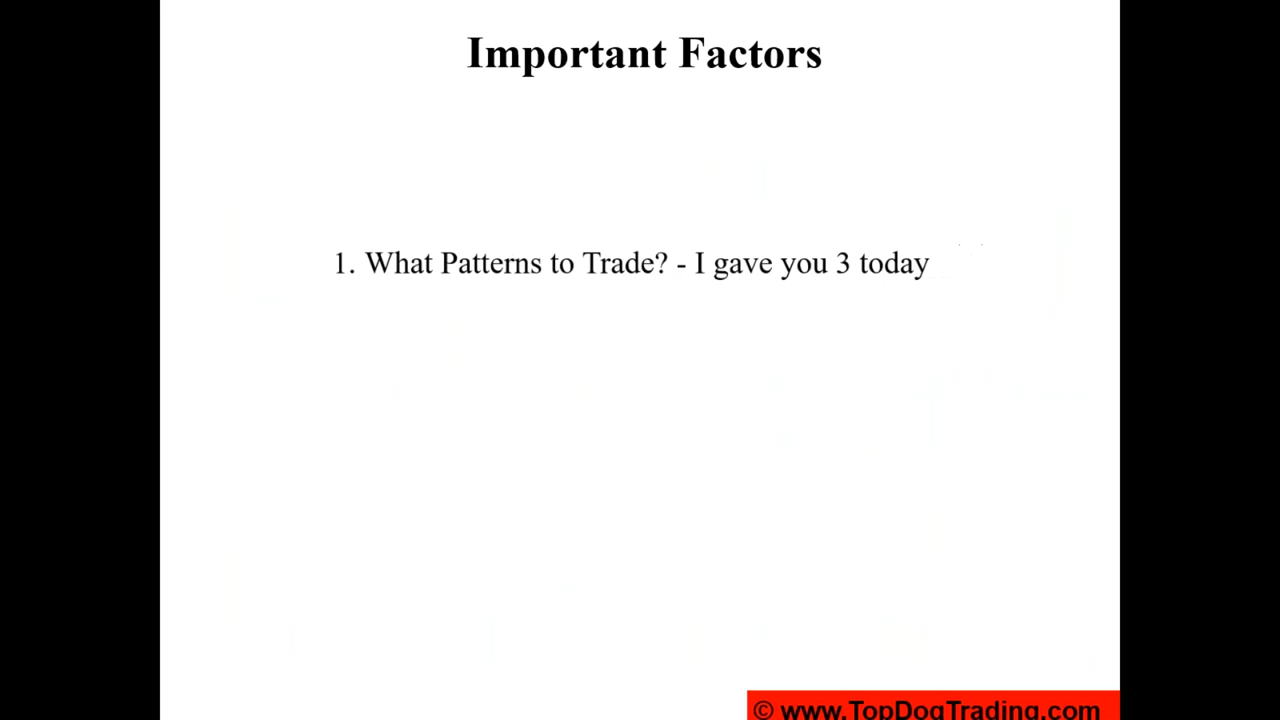 Important Factors
1. What Patterns to Trade? - I gave you 3 today
© www.TopDogTrading.com